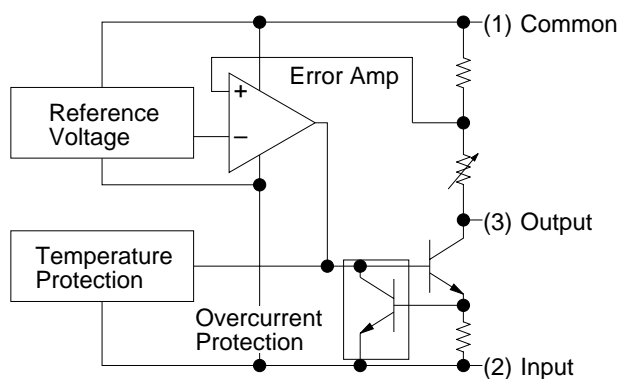 (1) Common
Error Amp
+
Reference
Voltage
−
(3) Output
Temperature
Protection
Overcurrent
Protection
(2) Input